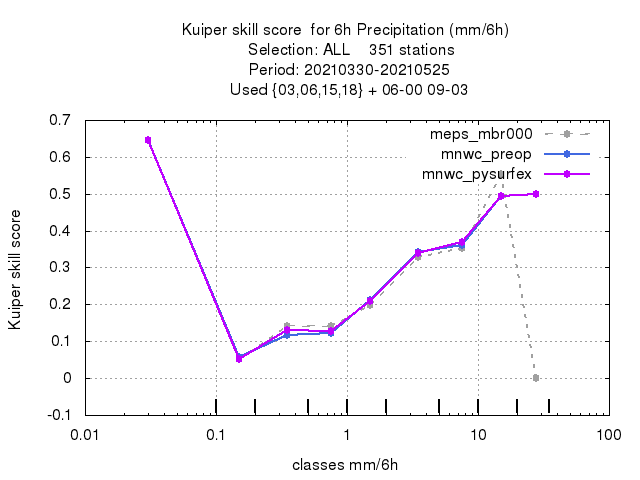 Kuiper skill score  for 6h Precipitation (mm/6h)
Selection: ALL    351 stations
Period: 20210330-20210525
Used {03,06,15,18} + 06-00 09-03
meps_mbr000
mnwc_preop
mnwc_pysurfex
Kuiper skill score
0.7
0.6
0.5
0.4
0.3
0.2
0.1
0
-0.1
0.01
0.1
1
10
100
classes mm/6h